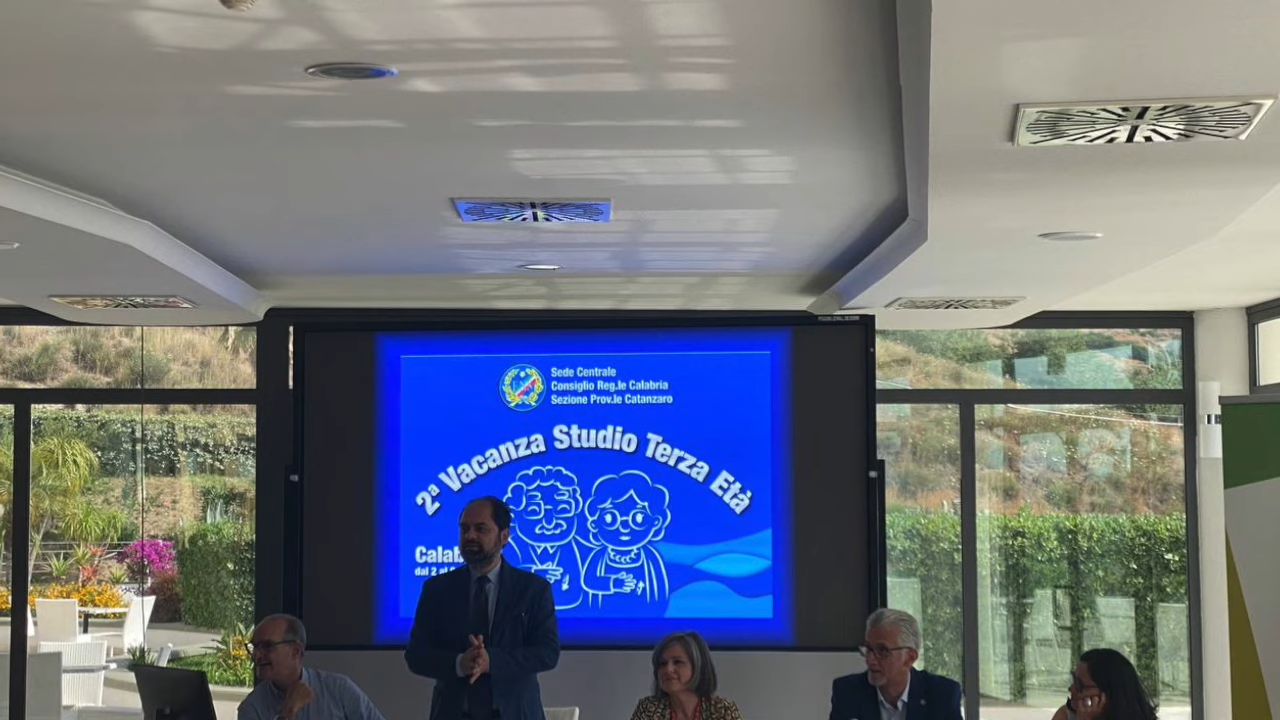 Sede Centrale
Consiglio Reg.le Calabria
Sezione Prov.le Catanzaro
2ª Vacanza Studio Terza Età
Calab
dal 2 al